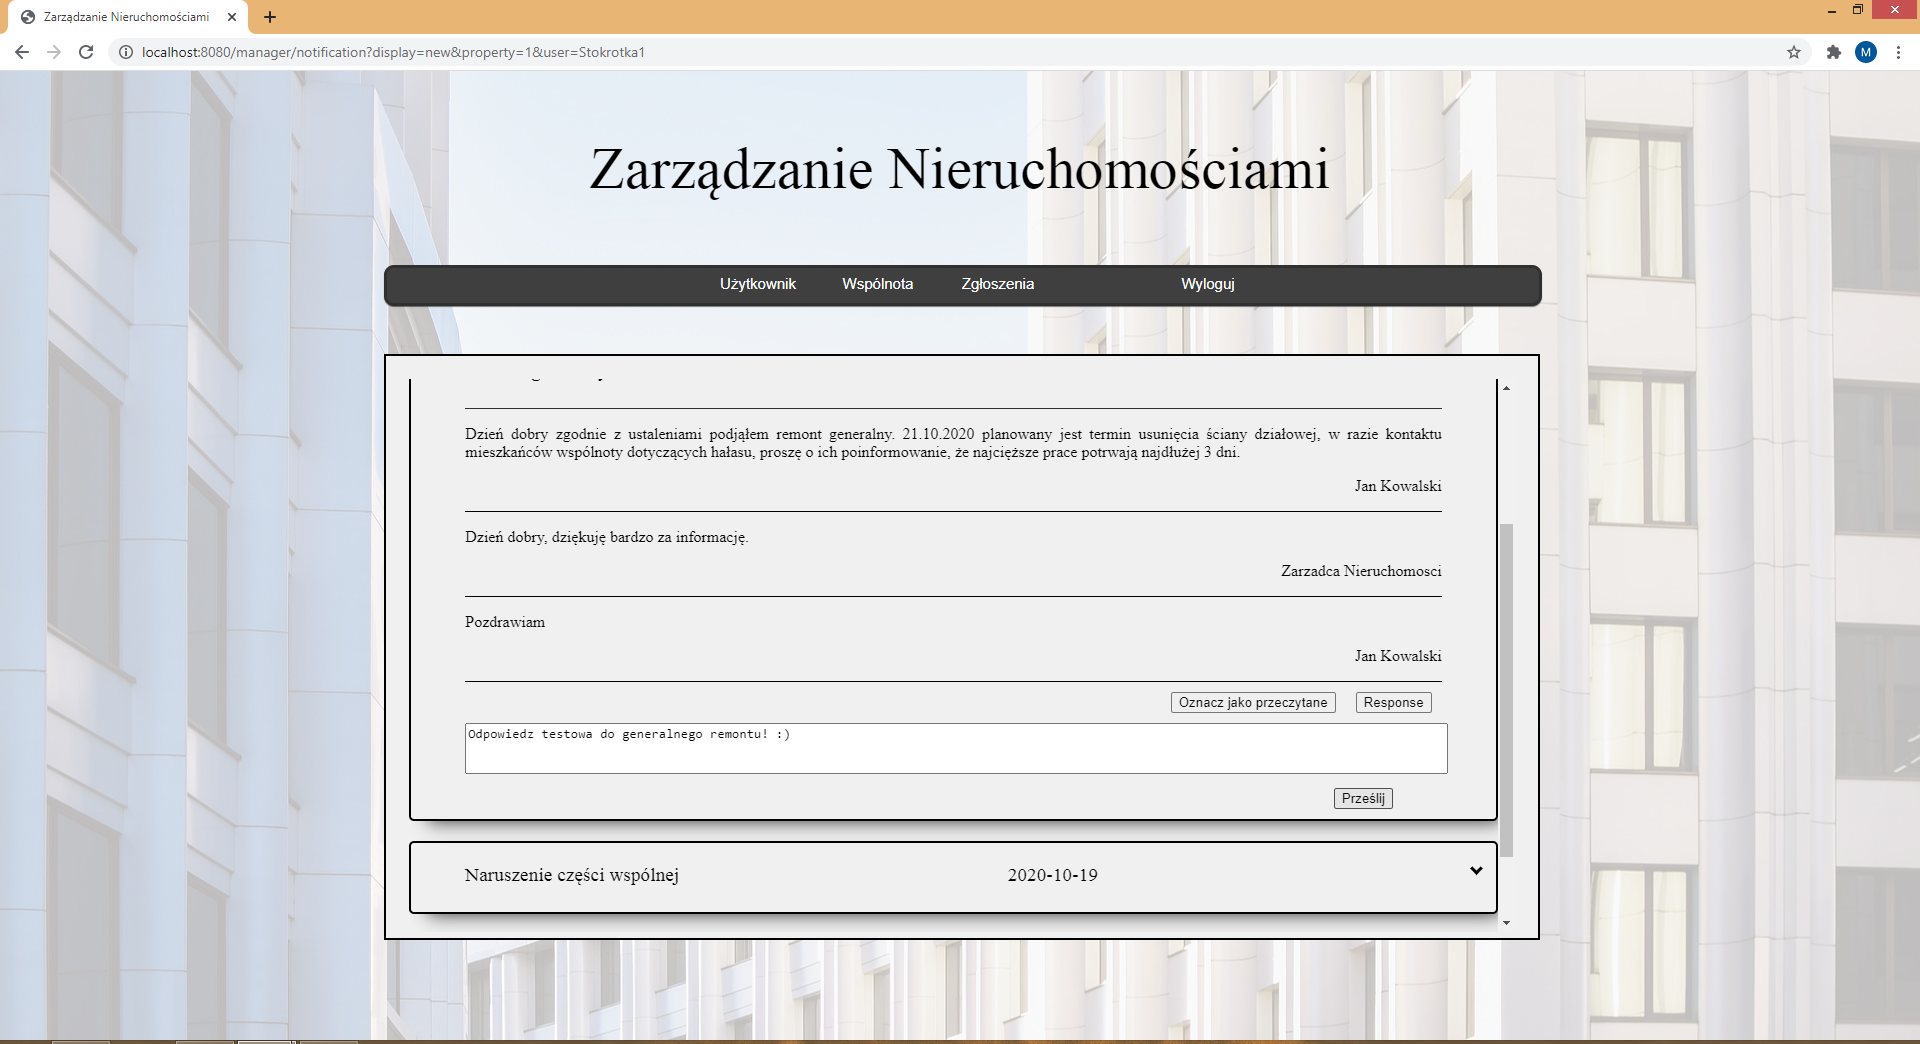 Zarządzanie Nieruchomościami
localhost:8080/manager/notification?display=new&property=1&user=Stokrotka1
M
Zarządzanie Nieruchomościami
Użytkownik Wspólnota Zgłoszenia Wyloguj
Dzień dobry zgodnie z ustaleniami podjąłem remont generalny. 21.10.2020 planowany jest termin usunięcia ściany działowej, w razie kontaktu
mieszkańców wspólnoty dotyczących hałasu, proszę o ich poinformowanie, że najcięższe prace potrwają najdłużej 3 dni.
Jan Kowalski
Dzień dobry, dziękuję bardzo za informację.
Zarzadca Nieruchomosci
Pozdrawiam
Jan Kowalski
Oznacz jako przeczytane Response
Odpowiedz testowa do generalnego remontu! :)
Prześlij
Naruszenie części wspólnej 2020-10-19